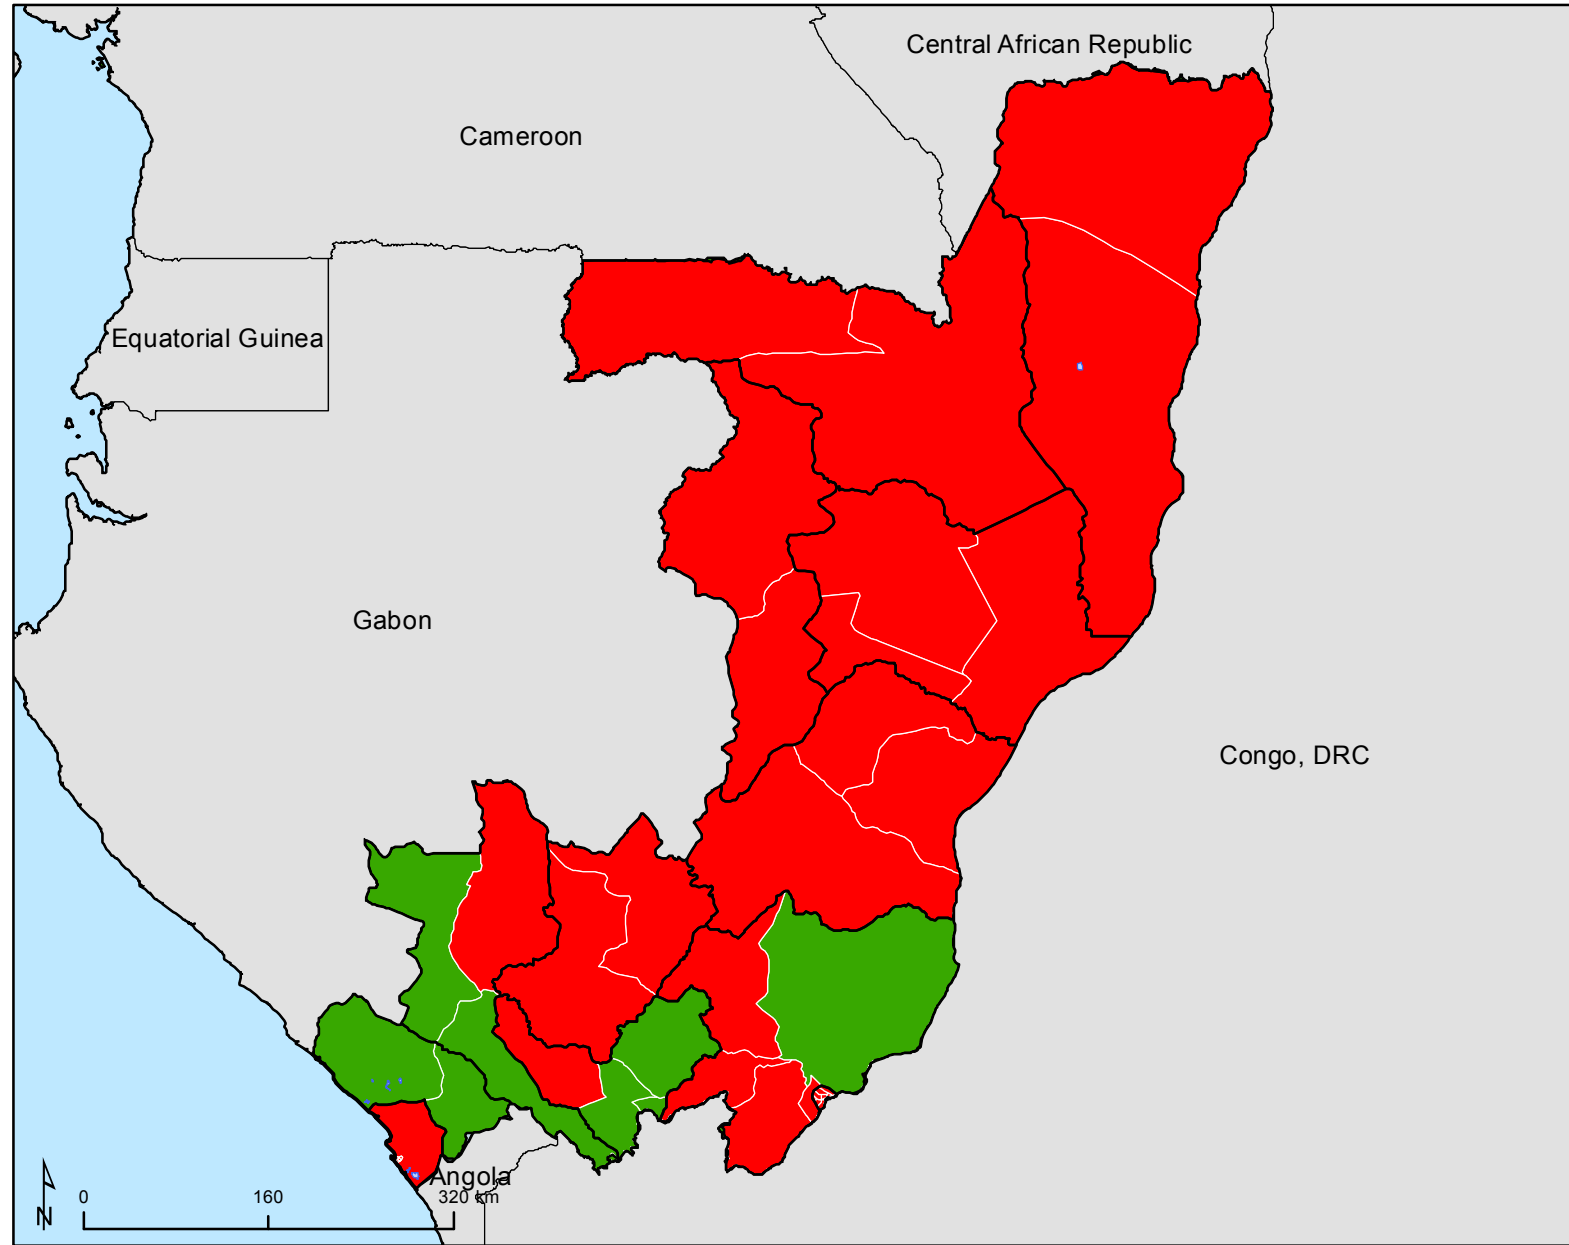 Central African Republic
Cameroon
Equatorial Guinea
Gabon
Congo, DRC
Angola
0 160 320 km
N